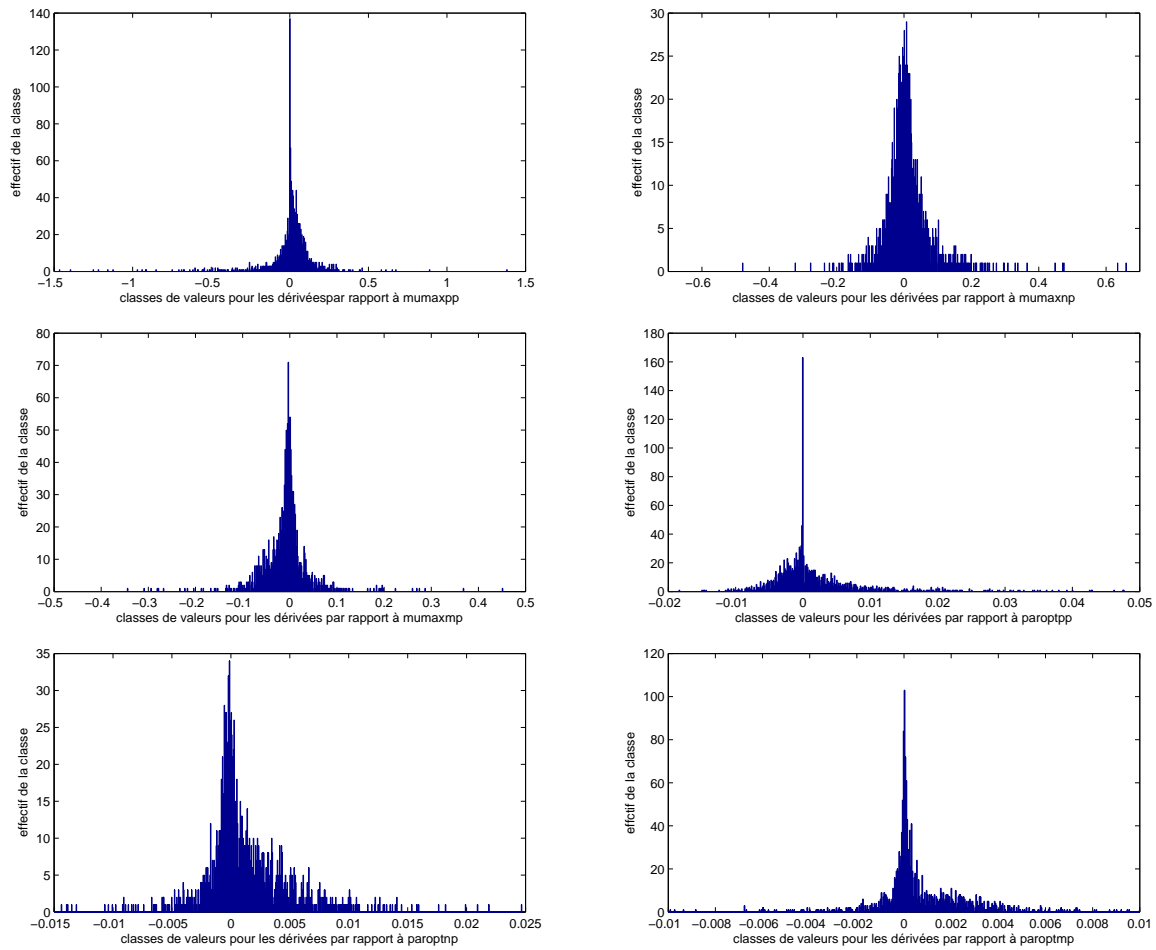 140
120
100
80
60
40
20
0
−1.5 −1 −0.5 0 0.5 1 1.5
effectif de la classe
classes de valeurs pour les dérivéespar rapport à mumaxpp
30
25
20
15
10
5
0
−0.6 −0.4 −0.2 0 0.2 0.4 0.6
effectif de la classe
classes de valeurs pour les dérivées par rapport à mumaxnp
80
70
60
50
40
30
20
10
0
−0.5 −0.4 −0.3 −0.2 −0.1 0 0.1 0.2 0.3 0.4 0.5
effectif de la classe
classes de valeurs pour les dérivées par rapport à mumaxmp
180
160
140
120
100
80
60
40
20
0
−0.02 −0.01 0 0.01 0.02 0.03 0.04 0.05
effectif de la classe
classes de valeurs pour les dérivées par rapport à paroptpp
35
30
25
20
15
10
5
0
−0.015 −0.01 −0.005 0 0.005 0.01 0.015 0.02 0.025
effectif de la classe
classes de valeurs pour les dérivées par rapport à paroptnp
120
100
80
60
40
20
0
−0.01 −0.008 −0.006 −0.004 −0.002 0 0.002 0.004 0.006 0.008 0.01
effctif de la classe
classes de valeurs pour les dérivées par rapport à paroptmp